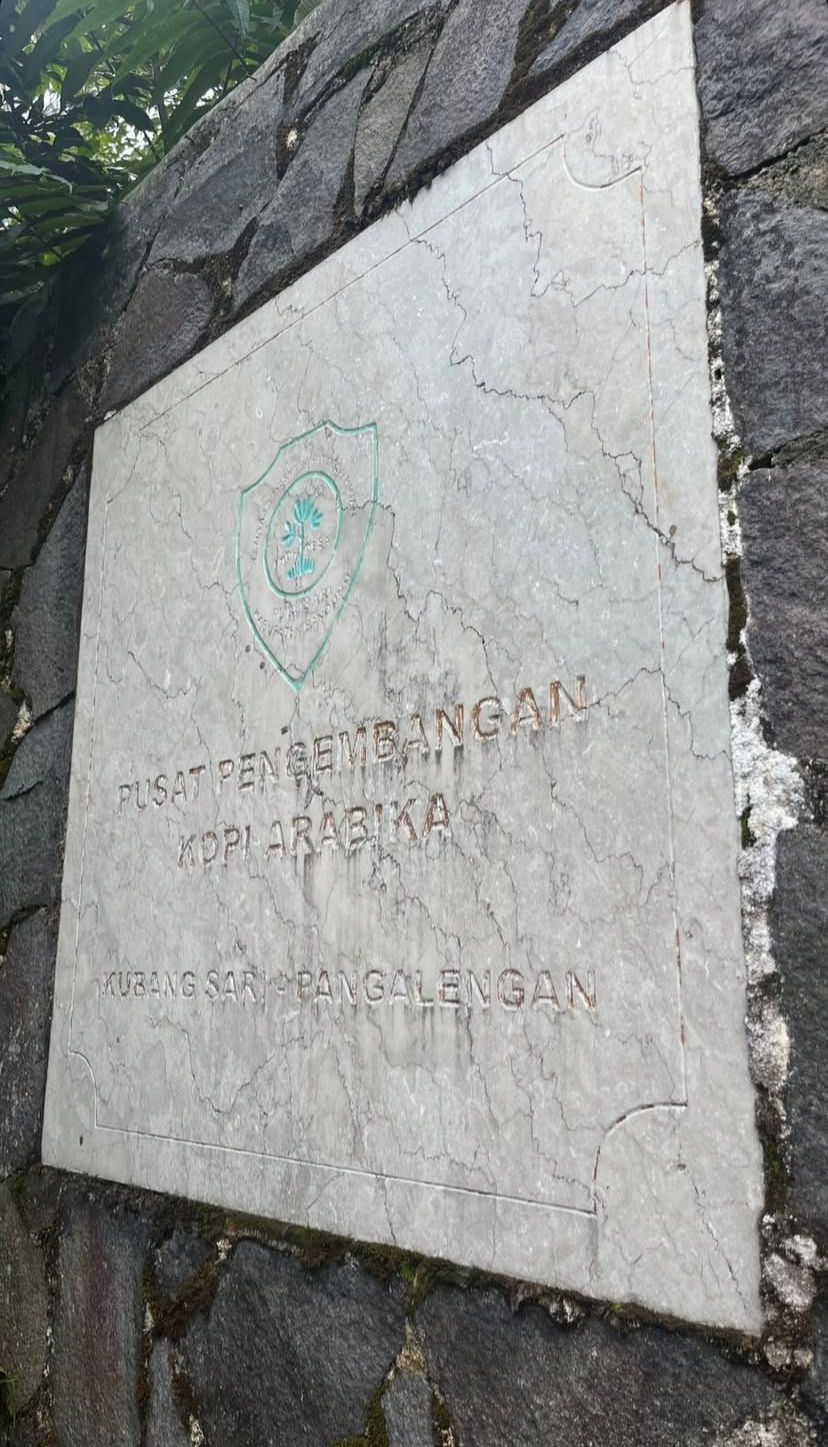 PUSAT PENGEMBANGAN
KOPI ARABIKA
KUBANG SARI - PANGALENGAN